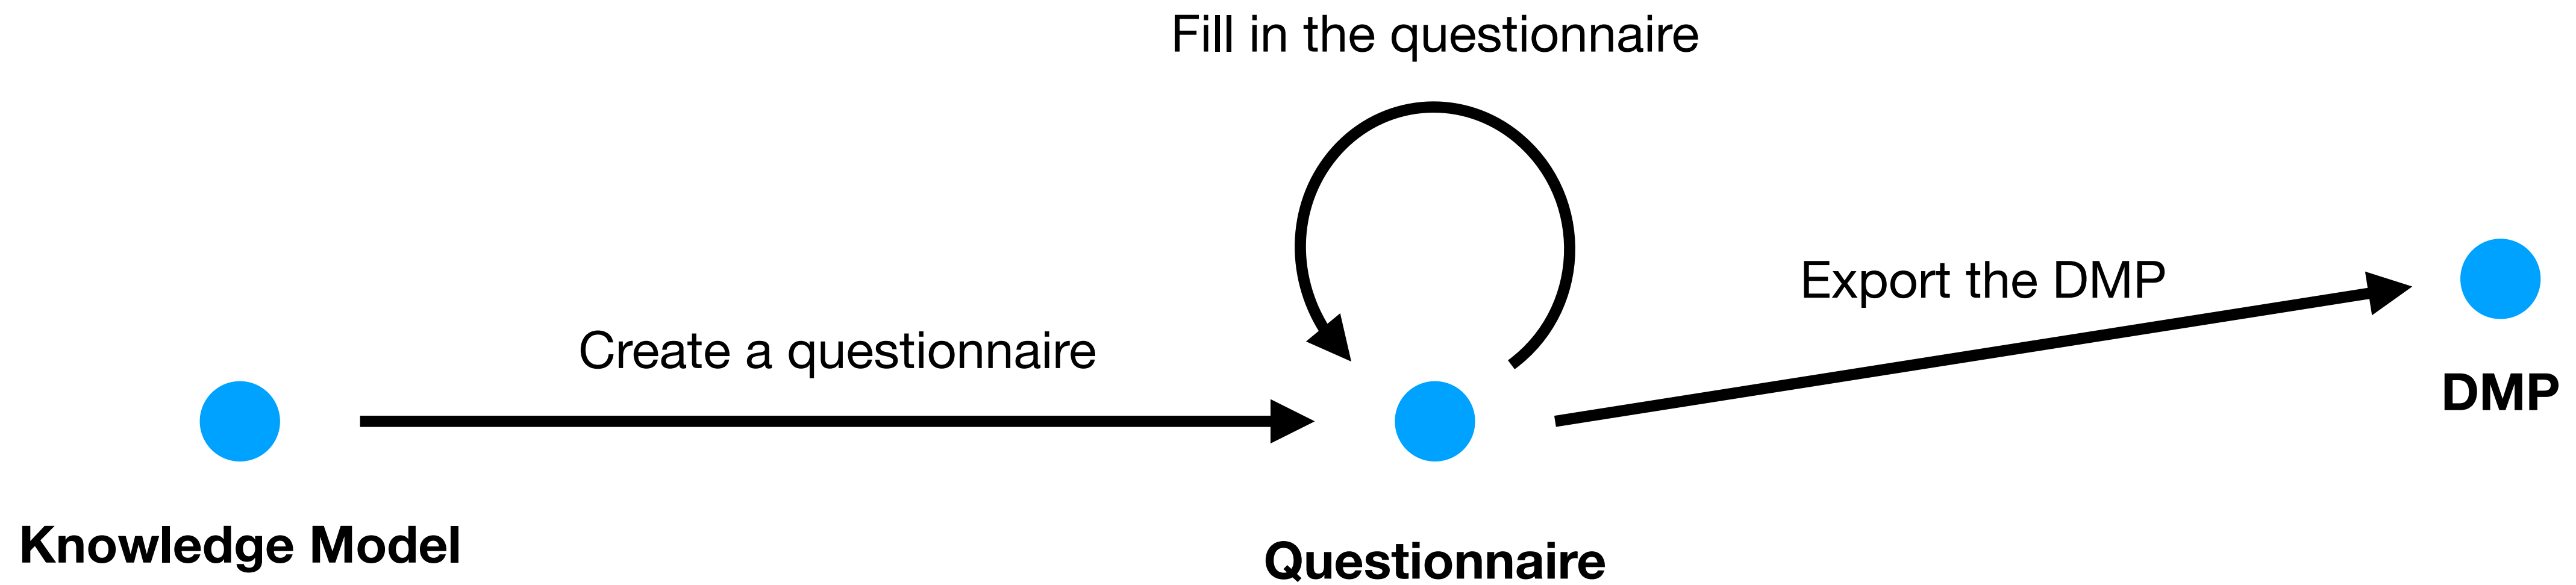 Fill in the questionnaire
Export the DMP
Create a questionnaire
DMP
Knowledge Model
Questionnaire